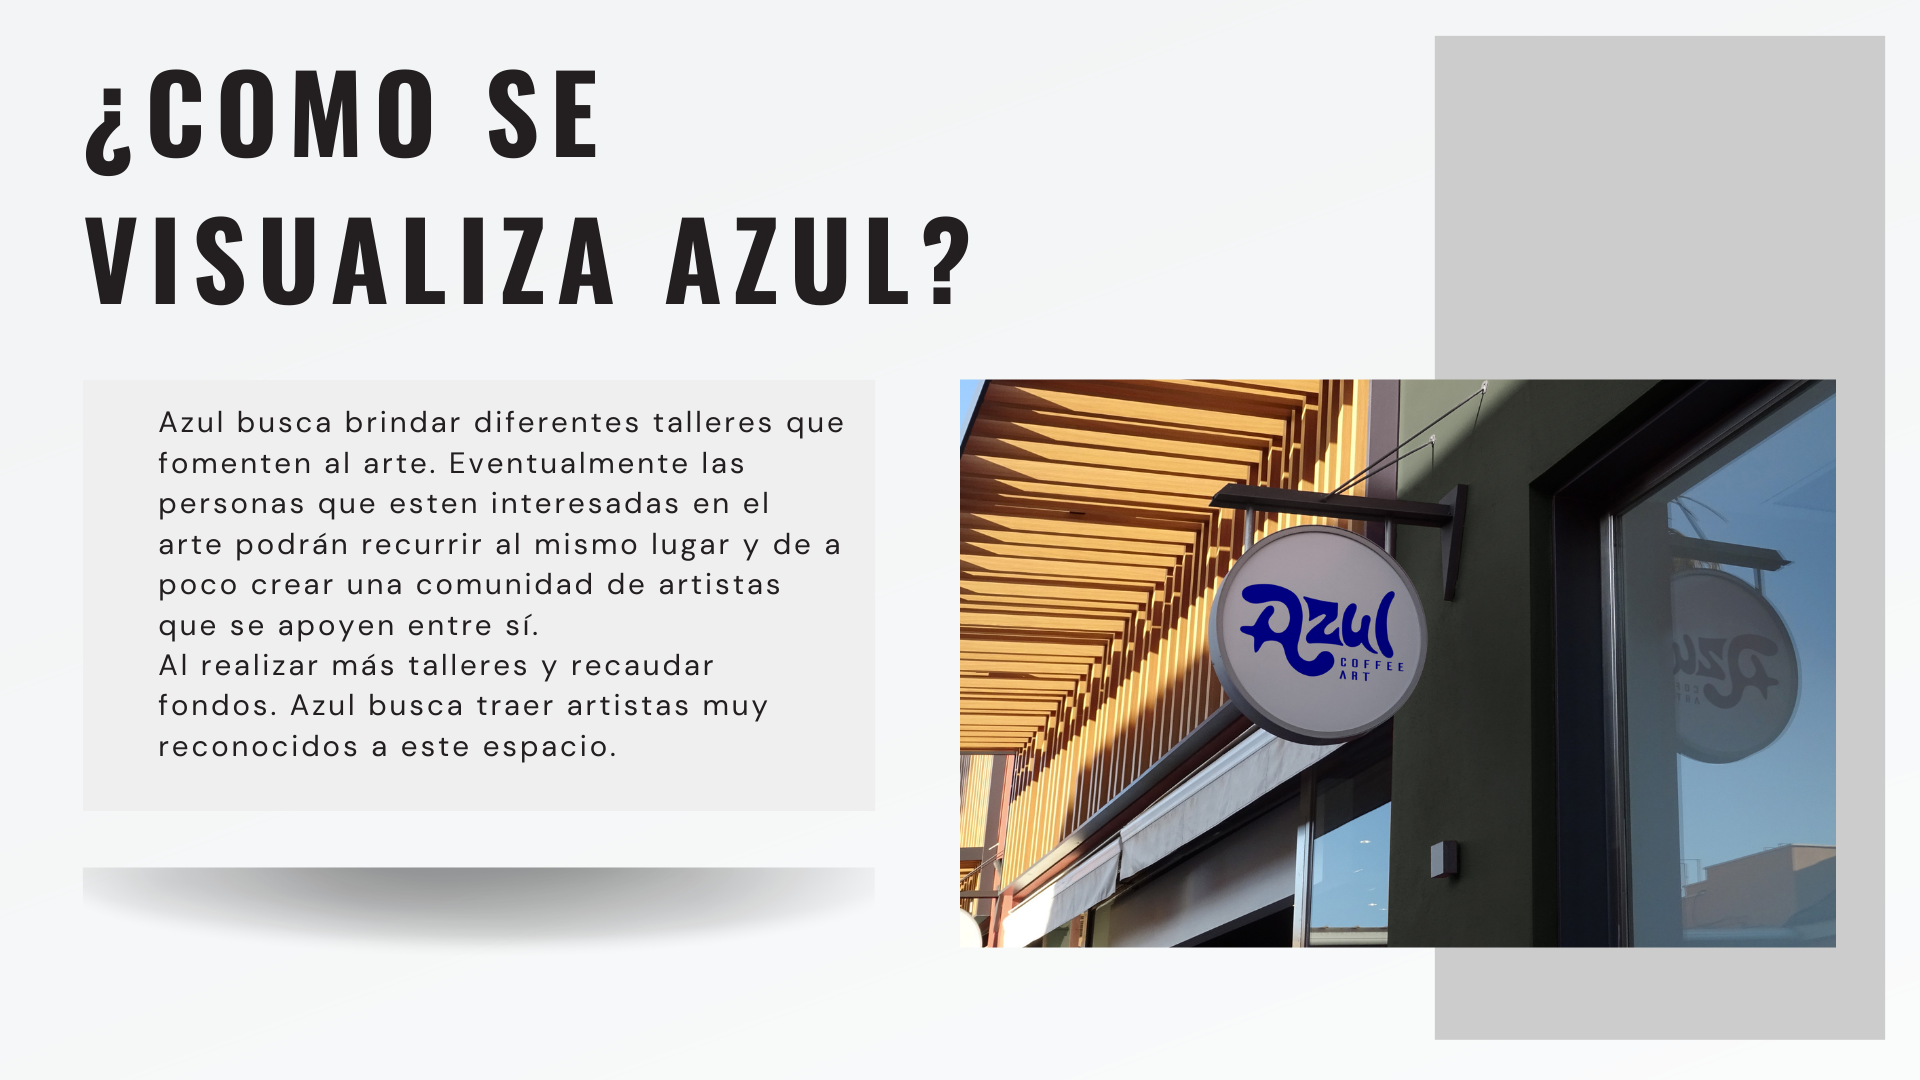 ¿COMO SE
VISUALIZA AZUL?
Azul busca brindar diferentes talleres que
fomenten al arte. Eventualmente las
personas que esten interesadas en el
arte podrán recurrir al mismo lugar y de a
poco crear una comunidad de artistas
que se apoyen entre sí.
Al realizar más talleres y recaudar
fondos. Azul busca traer artistas muy
reconocidos a este espacio.
Azul
COFFEE
ART